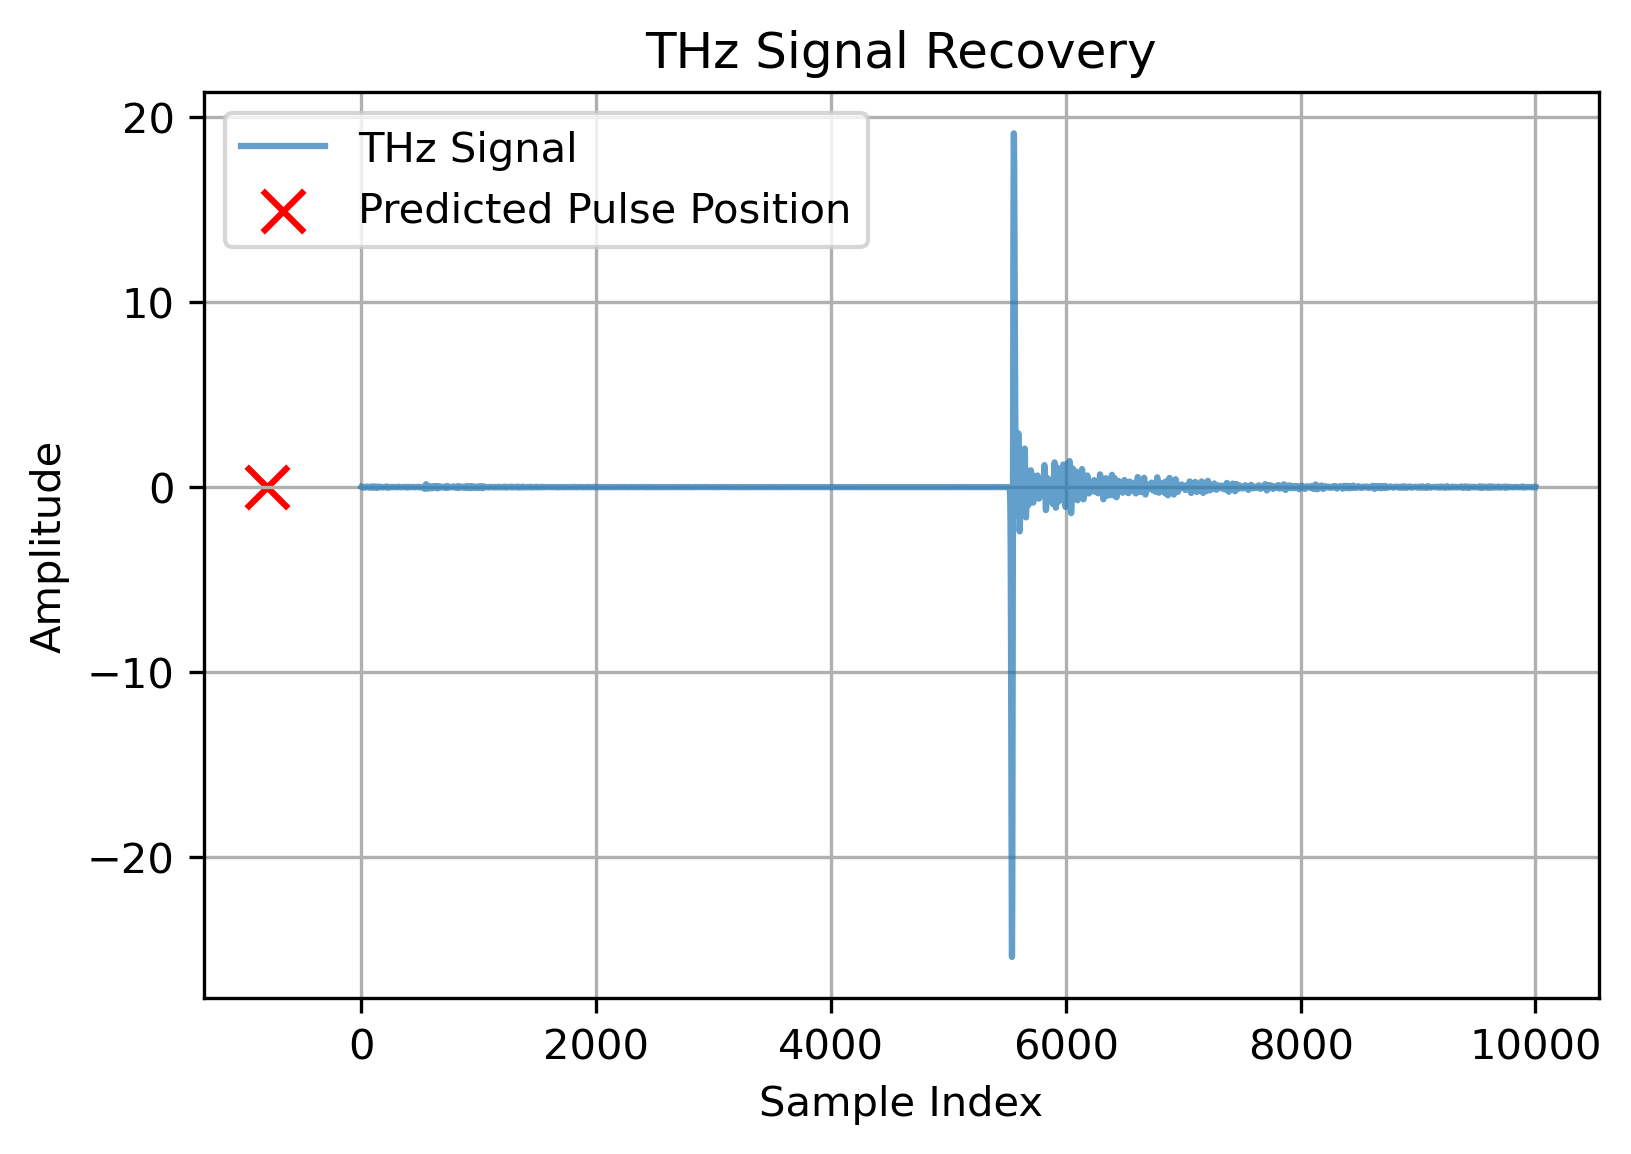 THz Signal Recovery
THz Signal
Predicted Pulse Position
20
10
0
−10
−20
Amplitude
0 2000 4000 6000 8000 10000
Sample Index